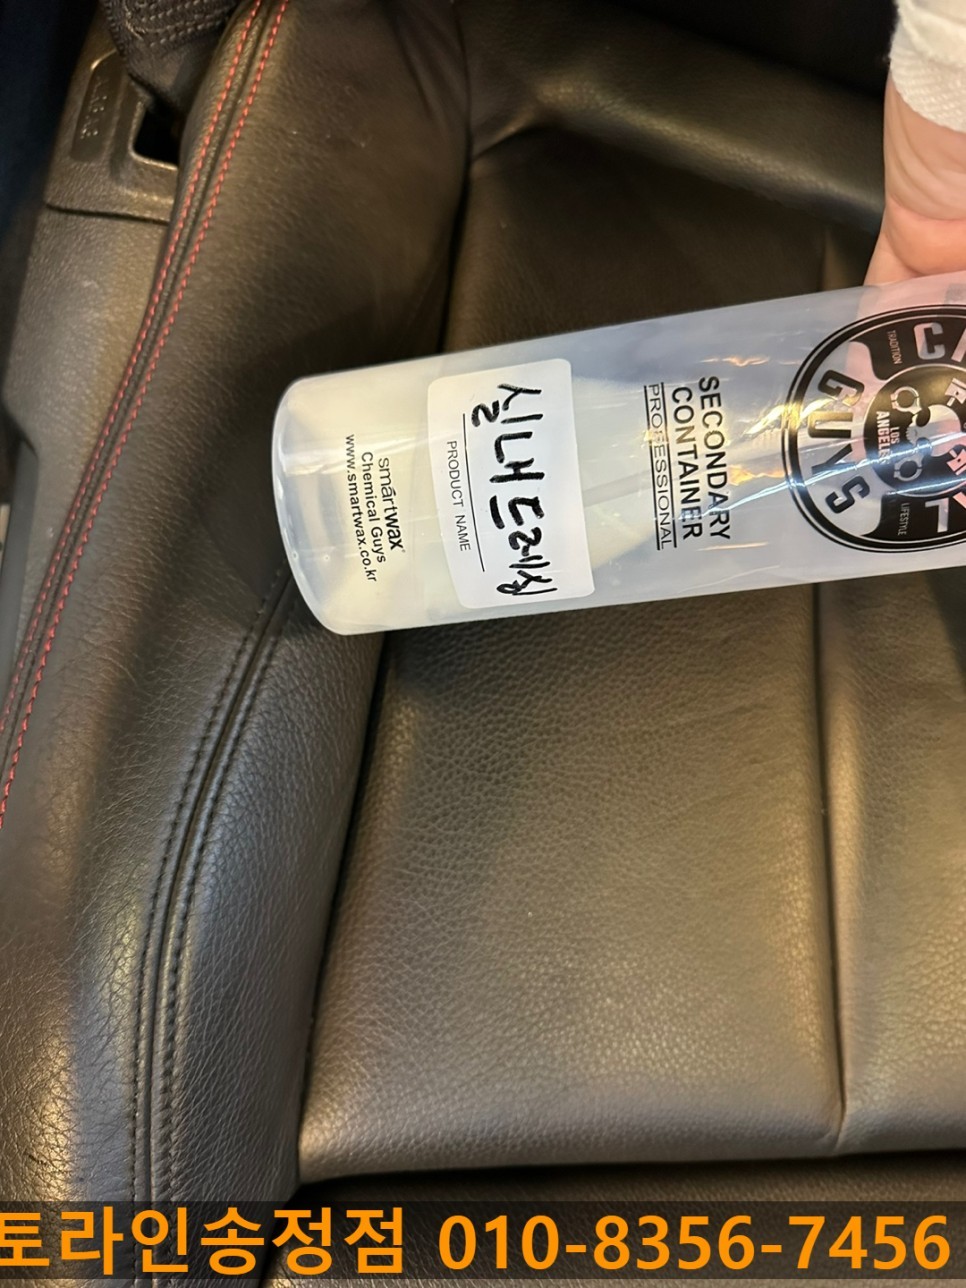 실내드레싱
PRODUCT NAME
smartwax
Chemical Guys
www.smartwax.co.kr
SECONDARY
CONTAINER
PROFESSIONAL
GUYS
TRADITION
LOS
ANGELES
LIFESTYLE
토라인송정점 010-8356-7456